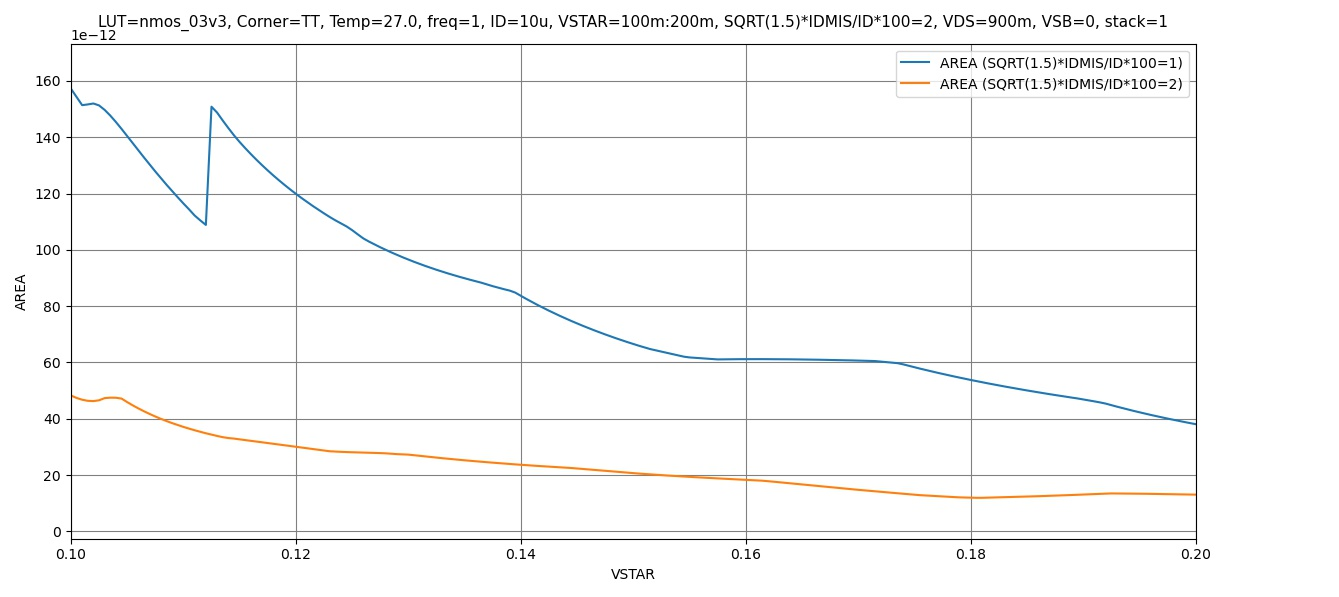 LUT=nmos_03v3, Corner=TT, Temp=27.0, freq=1, ID=10u, VSTAR=100m:200m, SQRT(1.5)*IDMIS/ID*100=2, VDS=900m, VSB=0, stack=1
1e−12
AREA (SQRT(1.5)*IDMIS/ID*100=1)
AREA (SQRT(1.5)*IDMIS/ID*100=2)
160
140
120
100
80
60
40
20
0
AREA
0.10 0.12 0.14 0.16 0.18 0.20
VSTAR